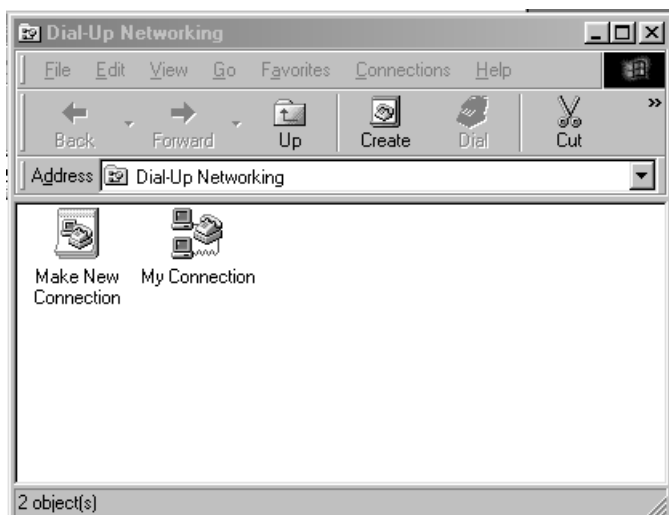 Dial-Up Networking
File Edit View Go Favorites Connections Help
Back Forward Up Create Dial Cut »
Address Dial-Up Networking
Make New Connection
My Connection
2 object(s)